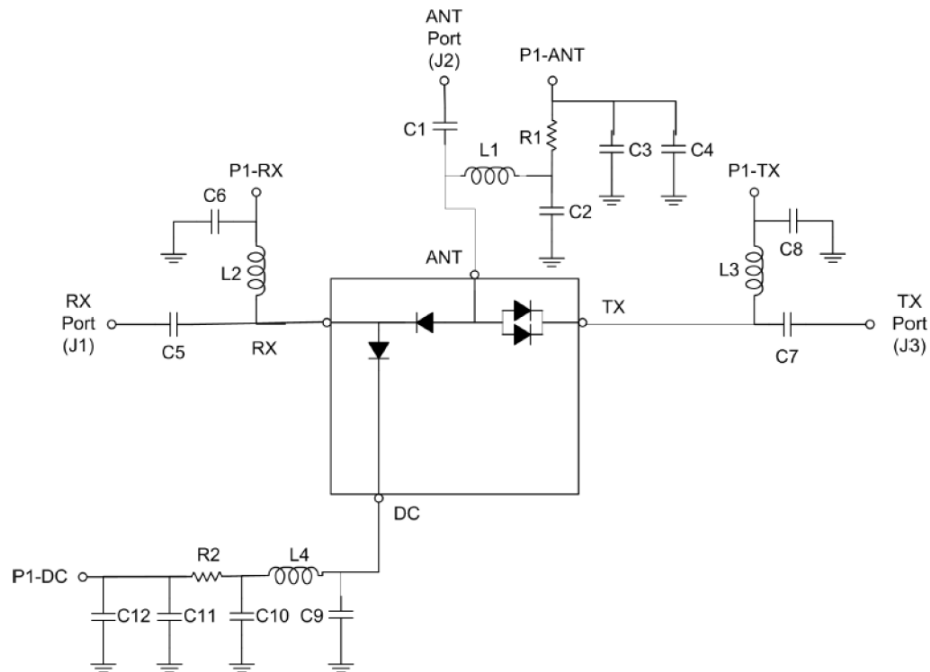 ANT
Port
(J2)
P1-ANT
C1
R1
L1
C3
C4
P1-RX
P1-TX
C6
C2
C8
L2
ANT
L3
RX
Port
(J1)
TX
TX
Port
(J3)
C5
RX
C7
DC
R2
L4
P1-DC
C12
C11
C10
C9